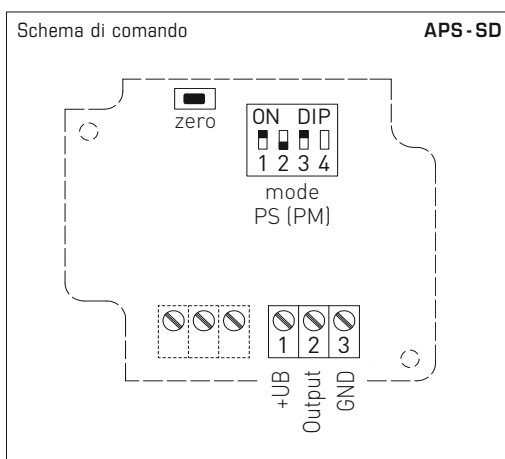 Schema di comando APS-SD
zero
ON DIP
1 2 3 4
mode
PS (PM)
1 2 3
+UB Output GND